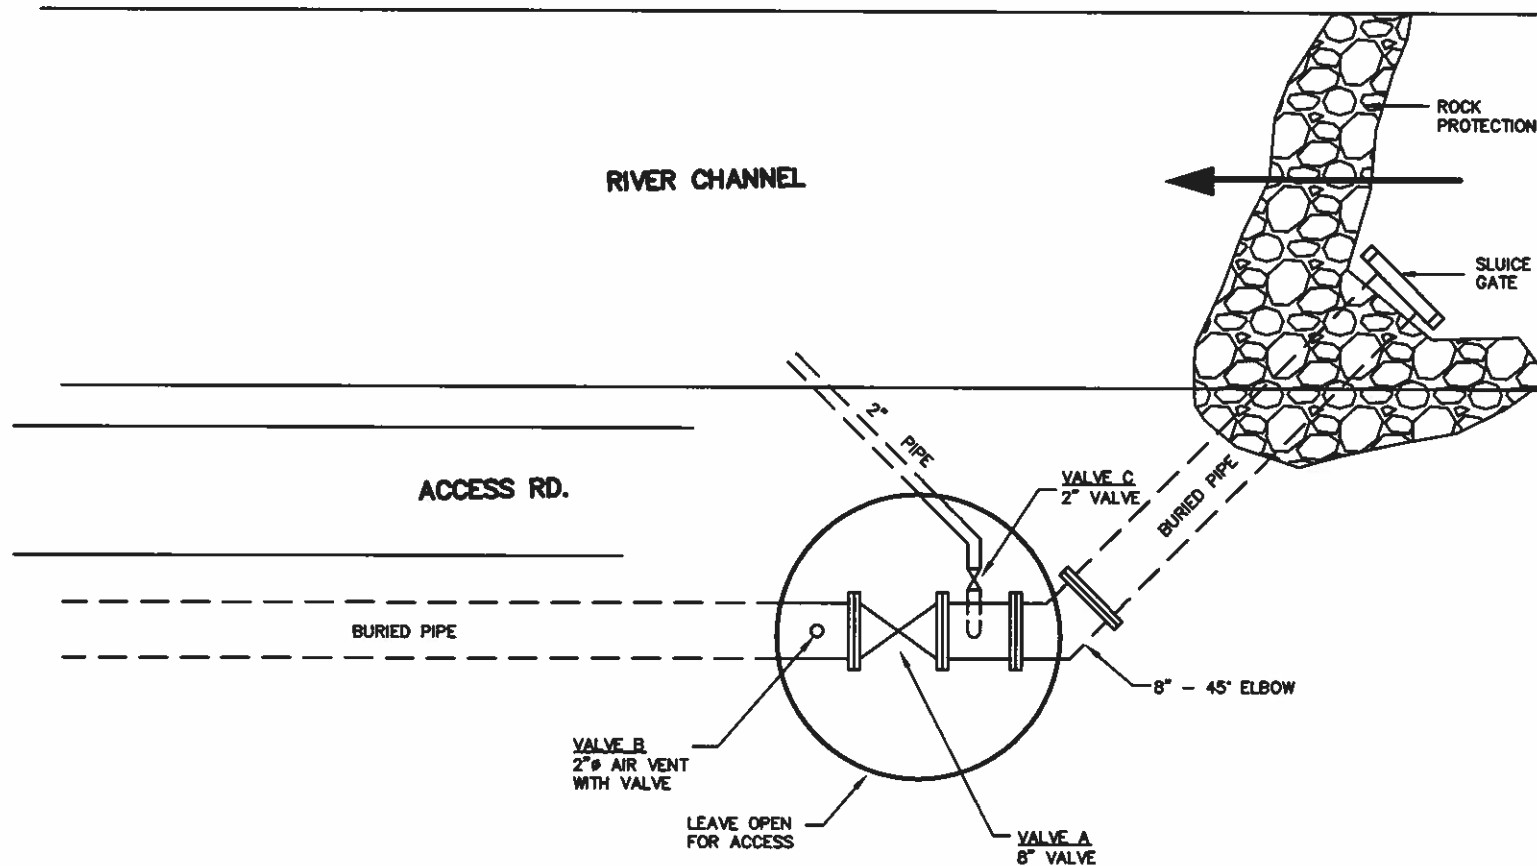 ROCK
PROTECTION
RIVER CHANNEL
SLUICE
GATE
2" PIPE
ACCESS RD.
VALVE C
2" VALVE
BURIED PIPE
BURIED PIPE
8" - 45° ELBOW
VALVE B
2"ø AIR VENT
WITH VALVE
LEAVE OPEN
FOR ACCESS
VALVE A
8" VALVE